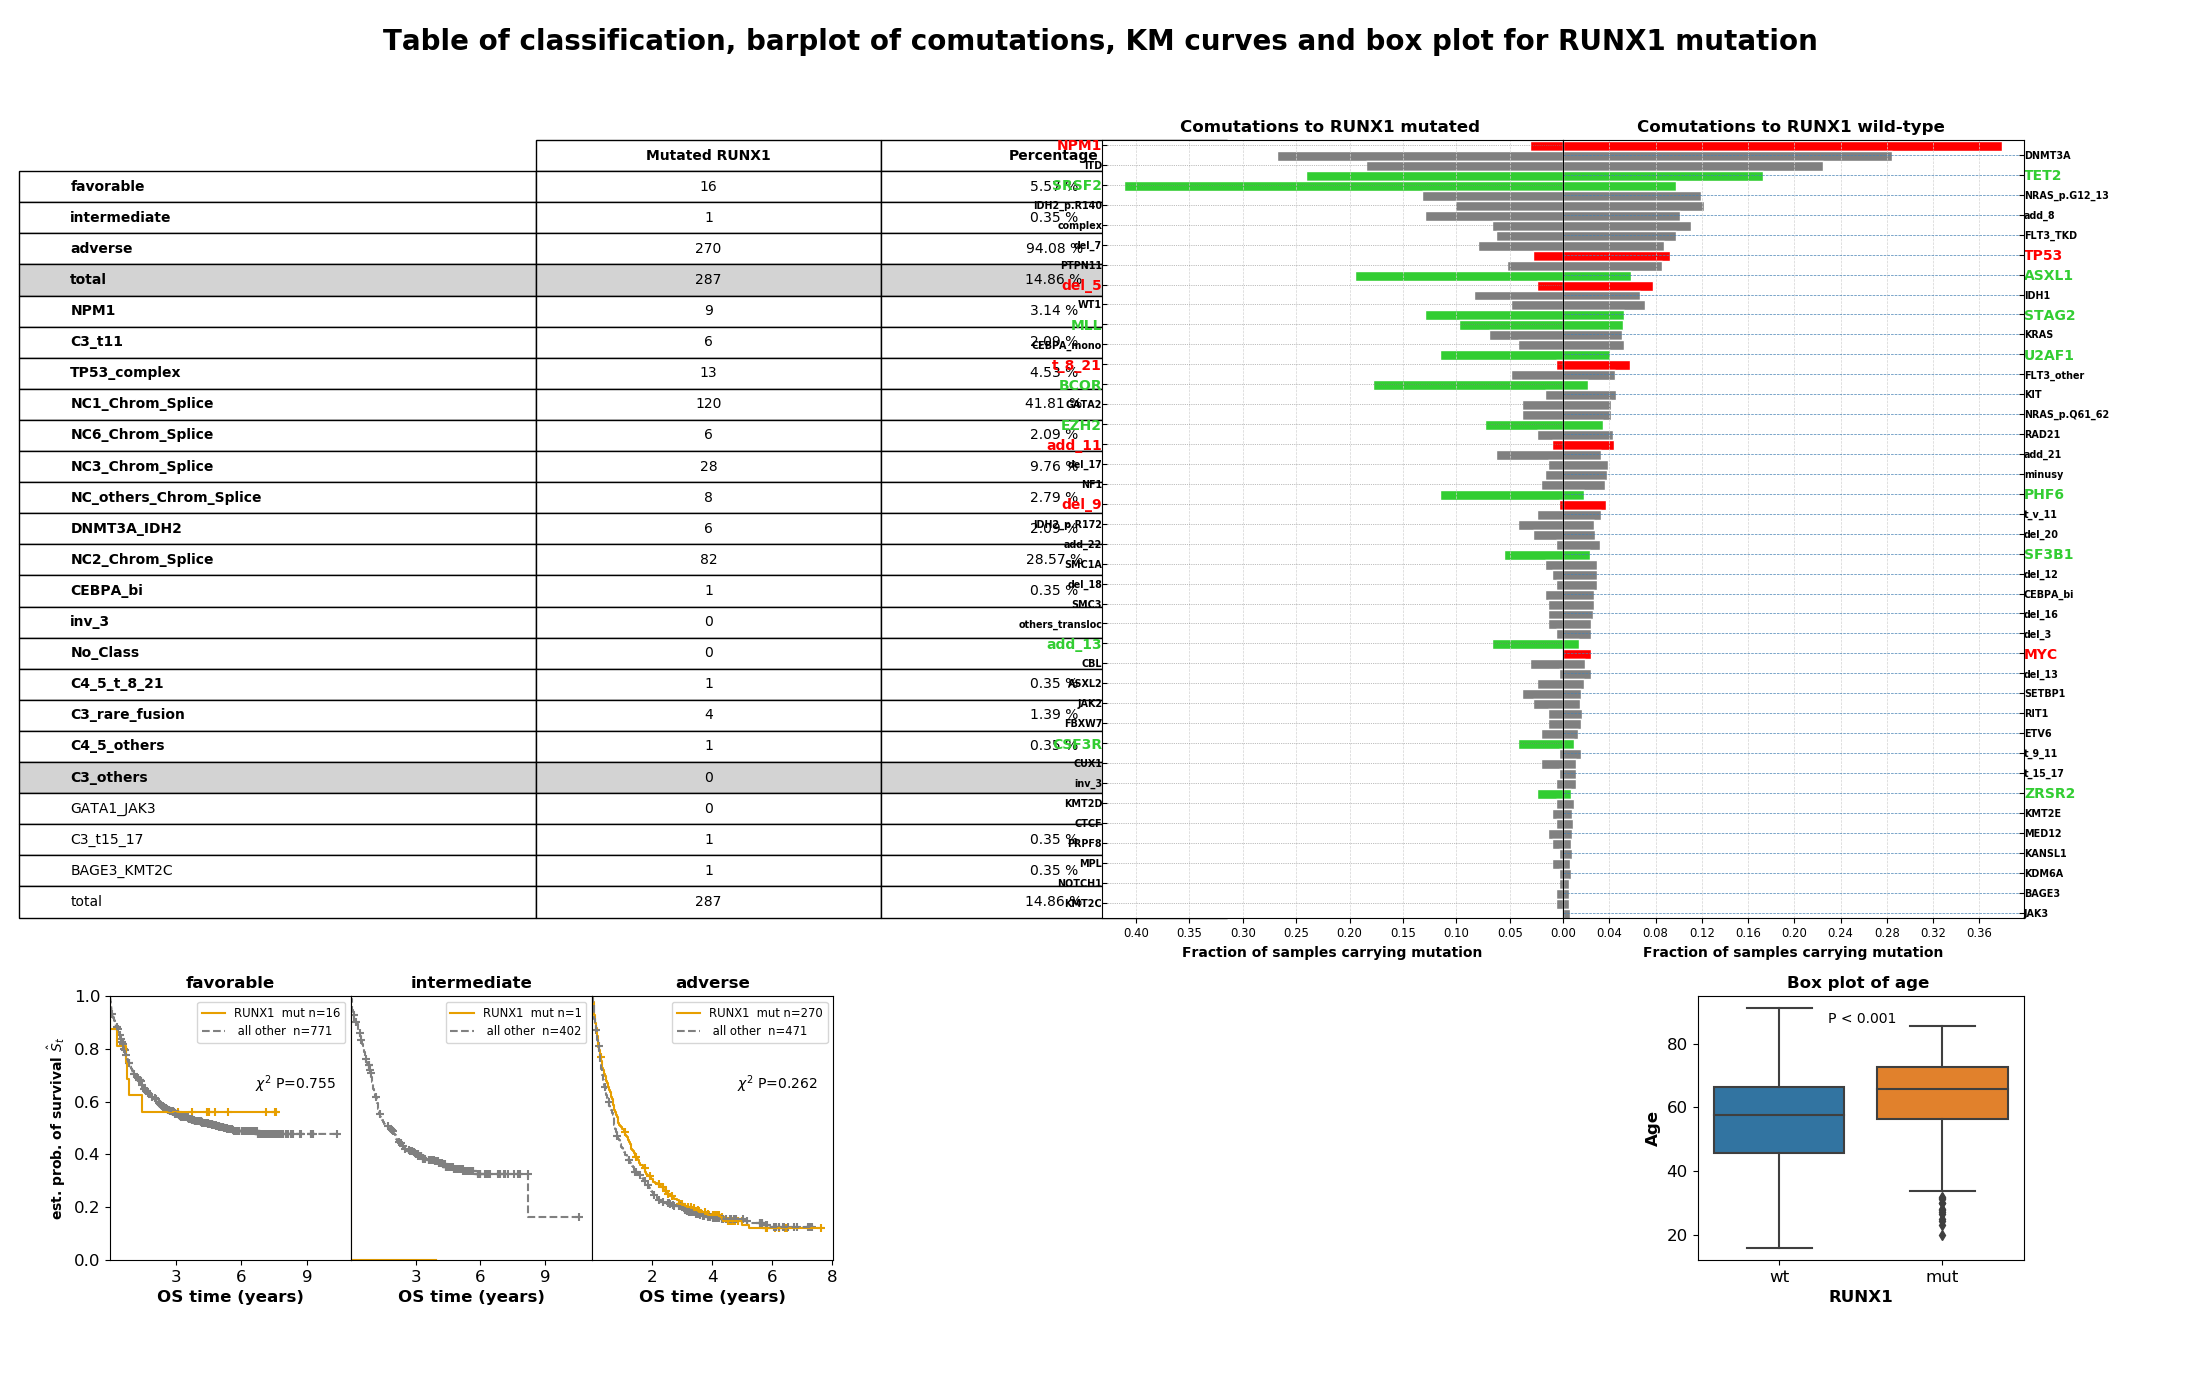 Table of classification, barplot of comutations, KM curves and box plot for RUNX1 mutation
Mutated RUNX1 Percentage
favorable 16 5.57 %
intermediate 1 0.35 %
adverse 270 94.08 %
total 287 14.86 %
NPM1 9 3.14 %
C3_t11 6 2.09 %
TP53_complex 13 4.53 %
NC1_Chrom_Splice 120 41.81 %
NC6_Chrom_Splice 6 2.09 %
NC3_Chrom_Splice 28 9.76 %
NC_others_Chrom_Splice 8 2.79 %
DNMT3A_IDH2 6 2.09 %
NC2_Chrom_Splice 82 28.57 %
CEBPA_bi 1 0.35 %
inv_3 0
No_Class 0
C4_5_t_8_21 1 0.35 %
C3_rare_fusion 4 1.39 %
C4_5_others 1 0.35 %
C3_others 0
GATA1_JAK3 0
C3_t15_17 1 0.35 %
BAGE3_KMT2C 1 0.35 %
total 287 14.86 %
Comutations to RUNX1 mutated
NPM1
ITD
SRSF2
IDH2_p.R140
complex
del_7
PTPN11
del_5
WT1
MLL
CEBPA_mono
t_8_21
BCOR
GATA2
EZH2
add_11
del_17
NF1
del_9
IDH2_p.R172
add_22
SMC1A
del_18
SMC3
others_transloc
add_13
CBL
ASXL2
JAK2
FBXW7
CSF3R
CUX1
inv_3
KMT2D
CTCF
PRPF8
MPL
NOTCH1
KMT2C
0.40 0.35 0.30 0.25 0.20 0.15 0.10 0.05
Fraction of samples carrying mutation
Comutations to RUNX1 wild-type
DNMT3A
TET2
NRAS_p.G12_13
add_8
FLT3_TKD
TP53
ASXL1
IDH1
STAG2
KRAS
U2AF1
FLT3_other
KIT
NRAS_p.Q61_62
RAD21
add_21
minusy
PHF6
t_v_11
del_20
SF3B1
del_12
CEBPA_bi
del_16
del_3
MYC
del_13
SETBP1
RIT1
ETV6
t_9_11
t_15_17
ZRSR2
KMT2E
MED12
KANSL1
KDM6A
BAGE3
JAK3
0.00 0.04 0.08 0.12 0.16 0.20 0.24 0.28 0.32 0.36
Fraction of samples carrying mutation
favorable
est. prob. of survival Ŝt
1.0
0.8
0.6
0.4
0.2
0.0
RUNX1 mut n=16
all other n=771
χ² P=0.755
3 6 9
OS time (years)
intermediate
RUNX1 mut n=1
all other n=402
3 6 9
OS time (years)
adverse
RUNX1 mut n=270
all other n=471
χ² P=0.262
2 4 6 8
OS time (years)
Box plot of age
P < 0.001
Age
80
60
40
20
wt mut
RUNX1